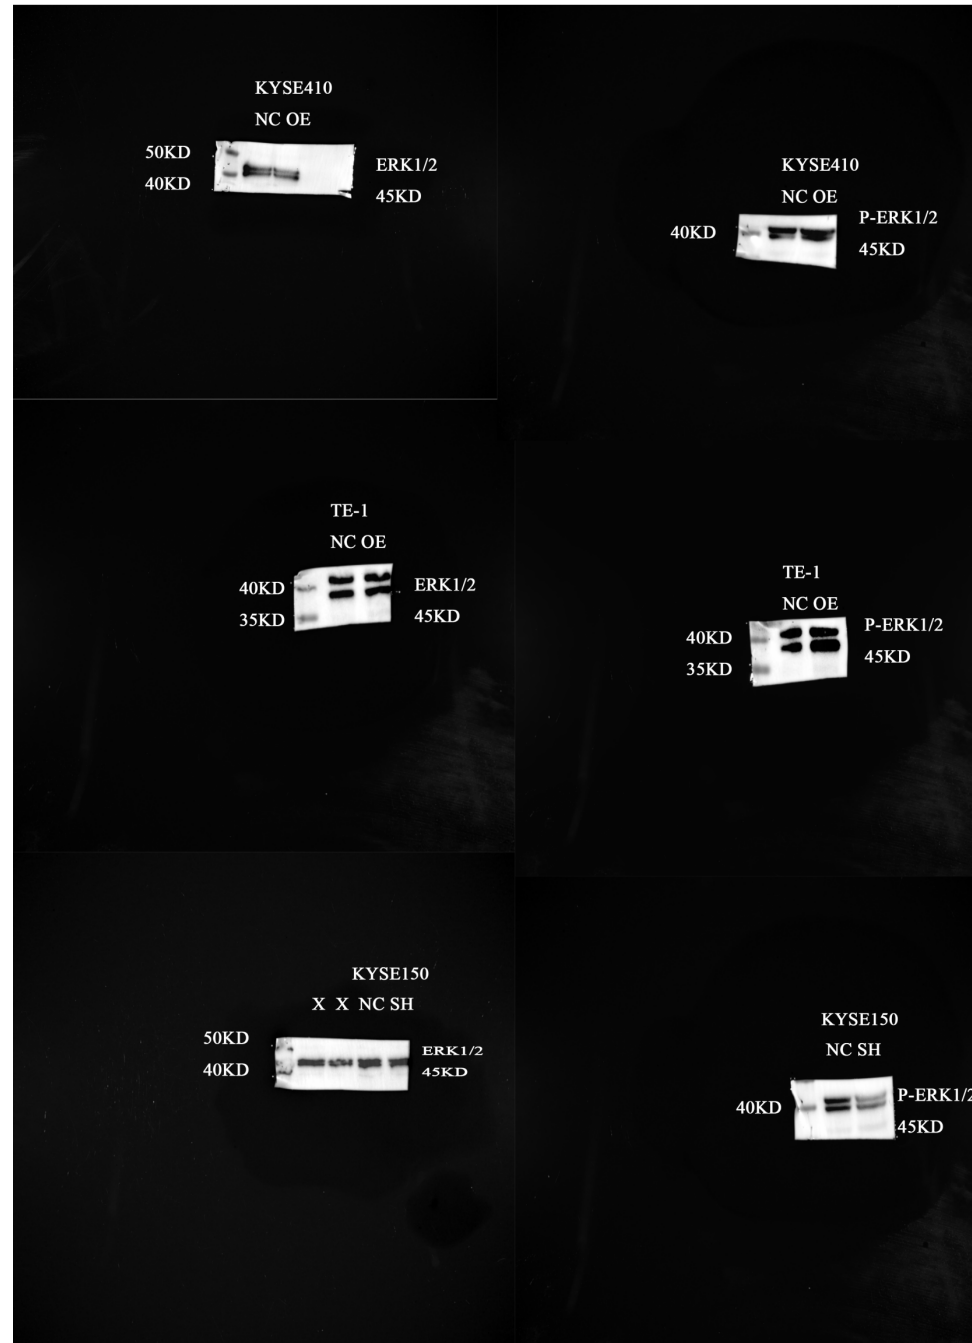 KYSE410
NC OE
50KD
ERK1/2
40KD
45KD
KYSE410
NC OE
P-ERK1/2
40KD
45KD
TE-1
NC OE
40KD
ERK1/2
35KD
45KD
TE-1
NC OE
P-ERK1/2
40KD
45KD
35KD
KYSE150
X X NC SH
50KD
ERK1/2
40KD
45KD
KYSE150
NC SH
P-ERK1/2
40KD
45KD